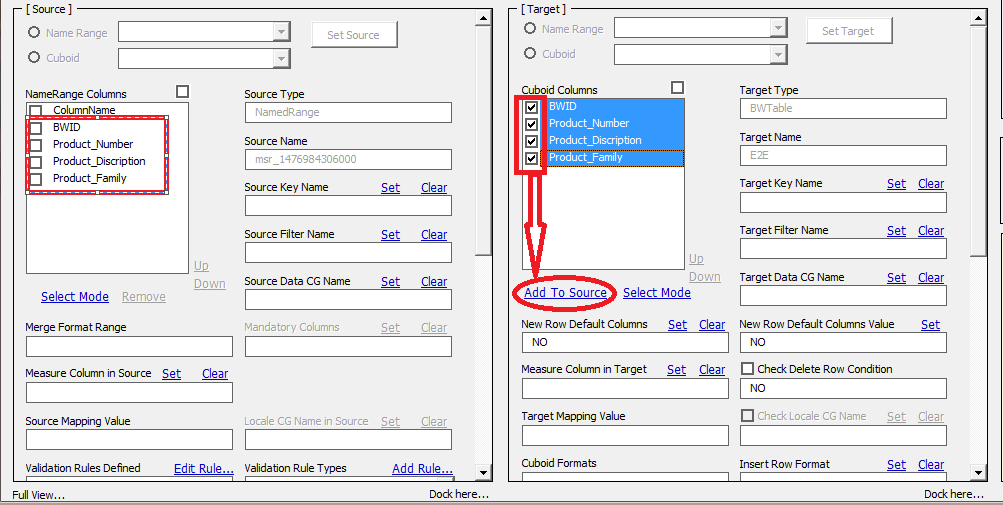 [ Source ]
Name Range
Set Source
Cuboid
NameRange Columns
ColumnName
BWID
Product_Number
Product_Discription
Product_Family
Up
Down
Select Mode Remove
Source Type
NamedRange
Source Name
msr_1476984306000
Source Key Name Set Clear
Source Filter Name Set Clear
Source Data CG Name Set Clear
Merge Format Range
Mandatory Columns Set Clear
Measure Column in Source Set Clear
Source Mapping Value
Locale CG Name in Source Set Clear
Validation Rules Defined Edit Rule...
Validation Rule Types Add Rule...
Full View...
Dock here...
[ Target ]
Name Range
Set Target
Cuboid
Cuboid Columns
BWID
Product_Number
Product_Discription
Product_Family
Up
Down
Add To Source Select Mode
Target Type
BWTable
Target Name
E2E
Target Key Name Set Clear
Target Filter Name Set Clear
Target Data CG Name Set Clear
New Row Default Columns Set Clear
NO
New Row Default Columns Value Set
NO
Measure Column in Target Set Clear
Check Delete Row Condition
NO
Target Mapping Value
Check Locale CG Name Set Clear
Cuboid Formats
Insert Row Format Set Clear
Dock here...